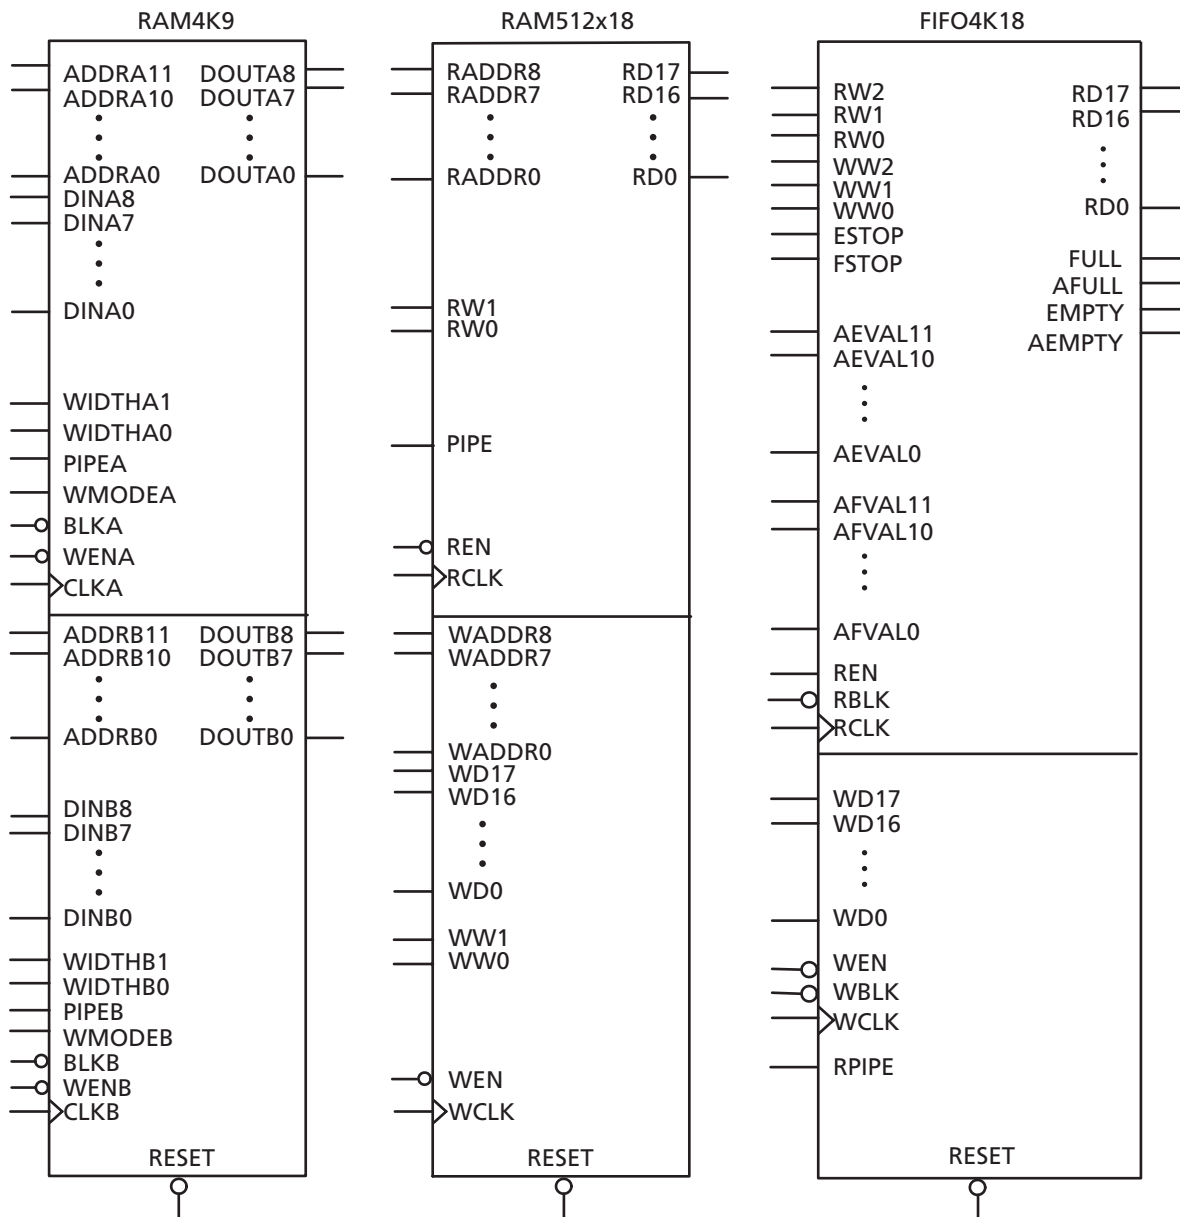 RAM4K9
ADDRA11 DOUTA8
ADDRA10 DOUTA7
ADDRA0 DOUTA0
DINA8
DINA7
DINA0
WIDTHA1
WIDTHA0
PIPEA
WMODEA
BLKA
WENA
CLKA
ADDRB11 DOUTB8
ADDRB10 DOUTB7
ADDRB0 DOUTB0
DINB8
DINB7
DINB0
WIDTHB1
WIDTHB0
PIPEB
WMODEB
BLKB
WENB
CLKB
RESET
RAM512x18
RADDR8 RD17
RADDR7 RD16
RADDR0 RD0
RW1
RW0
PIPE
REN
RCLK
WADDR8
WADDR7
WADDR0
WD17
WD16
WD0
WW1
WW0
WEN
WCLK
RESET
FIFO4K18
RW2 RD17
RW1 RD16
RW0
WW2
WW1
WW0 RD0
ESTOP
FSTOP FULL
AFULL
EMPTY
AEVAL11 AEMPTY
AEVAL10
AEVAL0
AFVAL11
AFVAL10
AFVAL0
REN
RBLK
RCLK
WD17
WD16
WD0
WEN
WBLK
WCLK
RPIPE
RESET